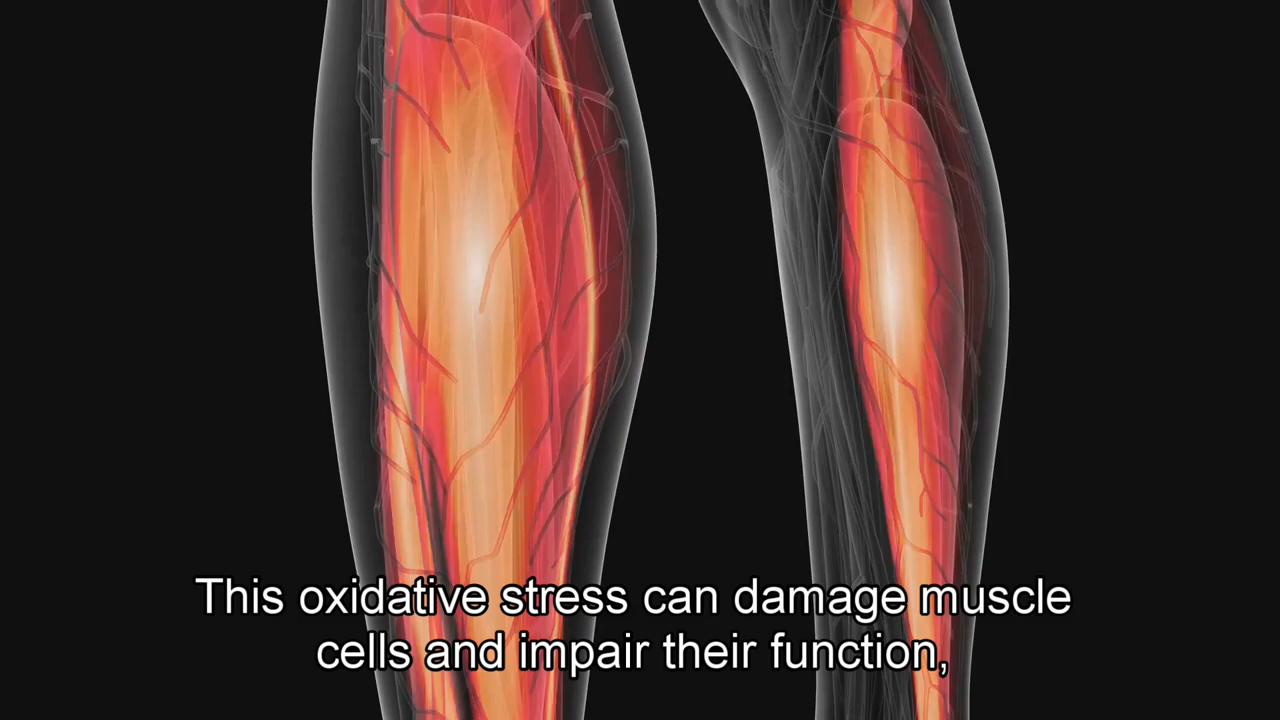 This oxidative stress can damage muscle
cells and impair their function,